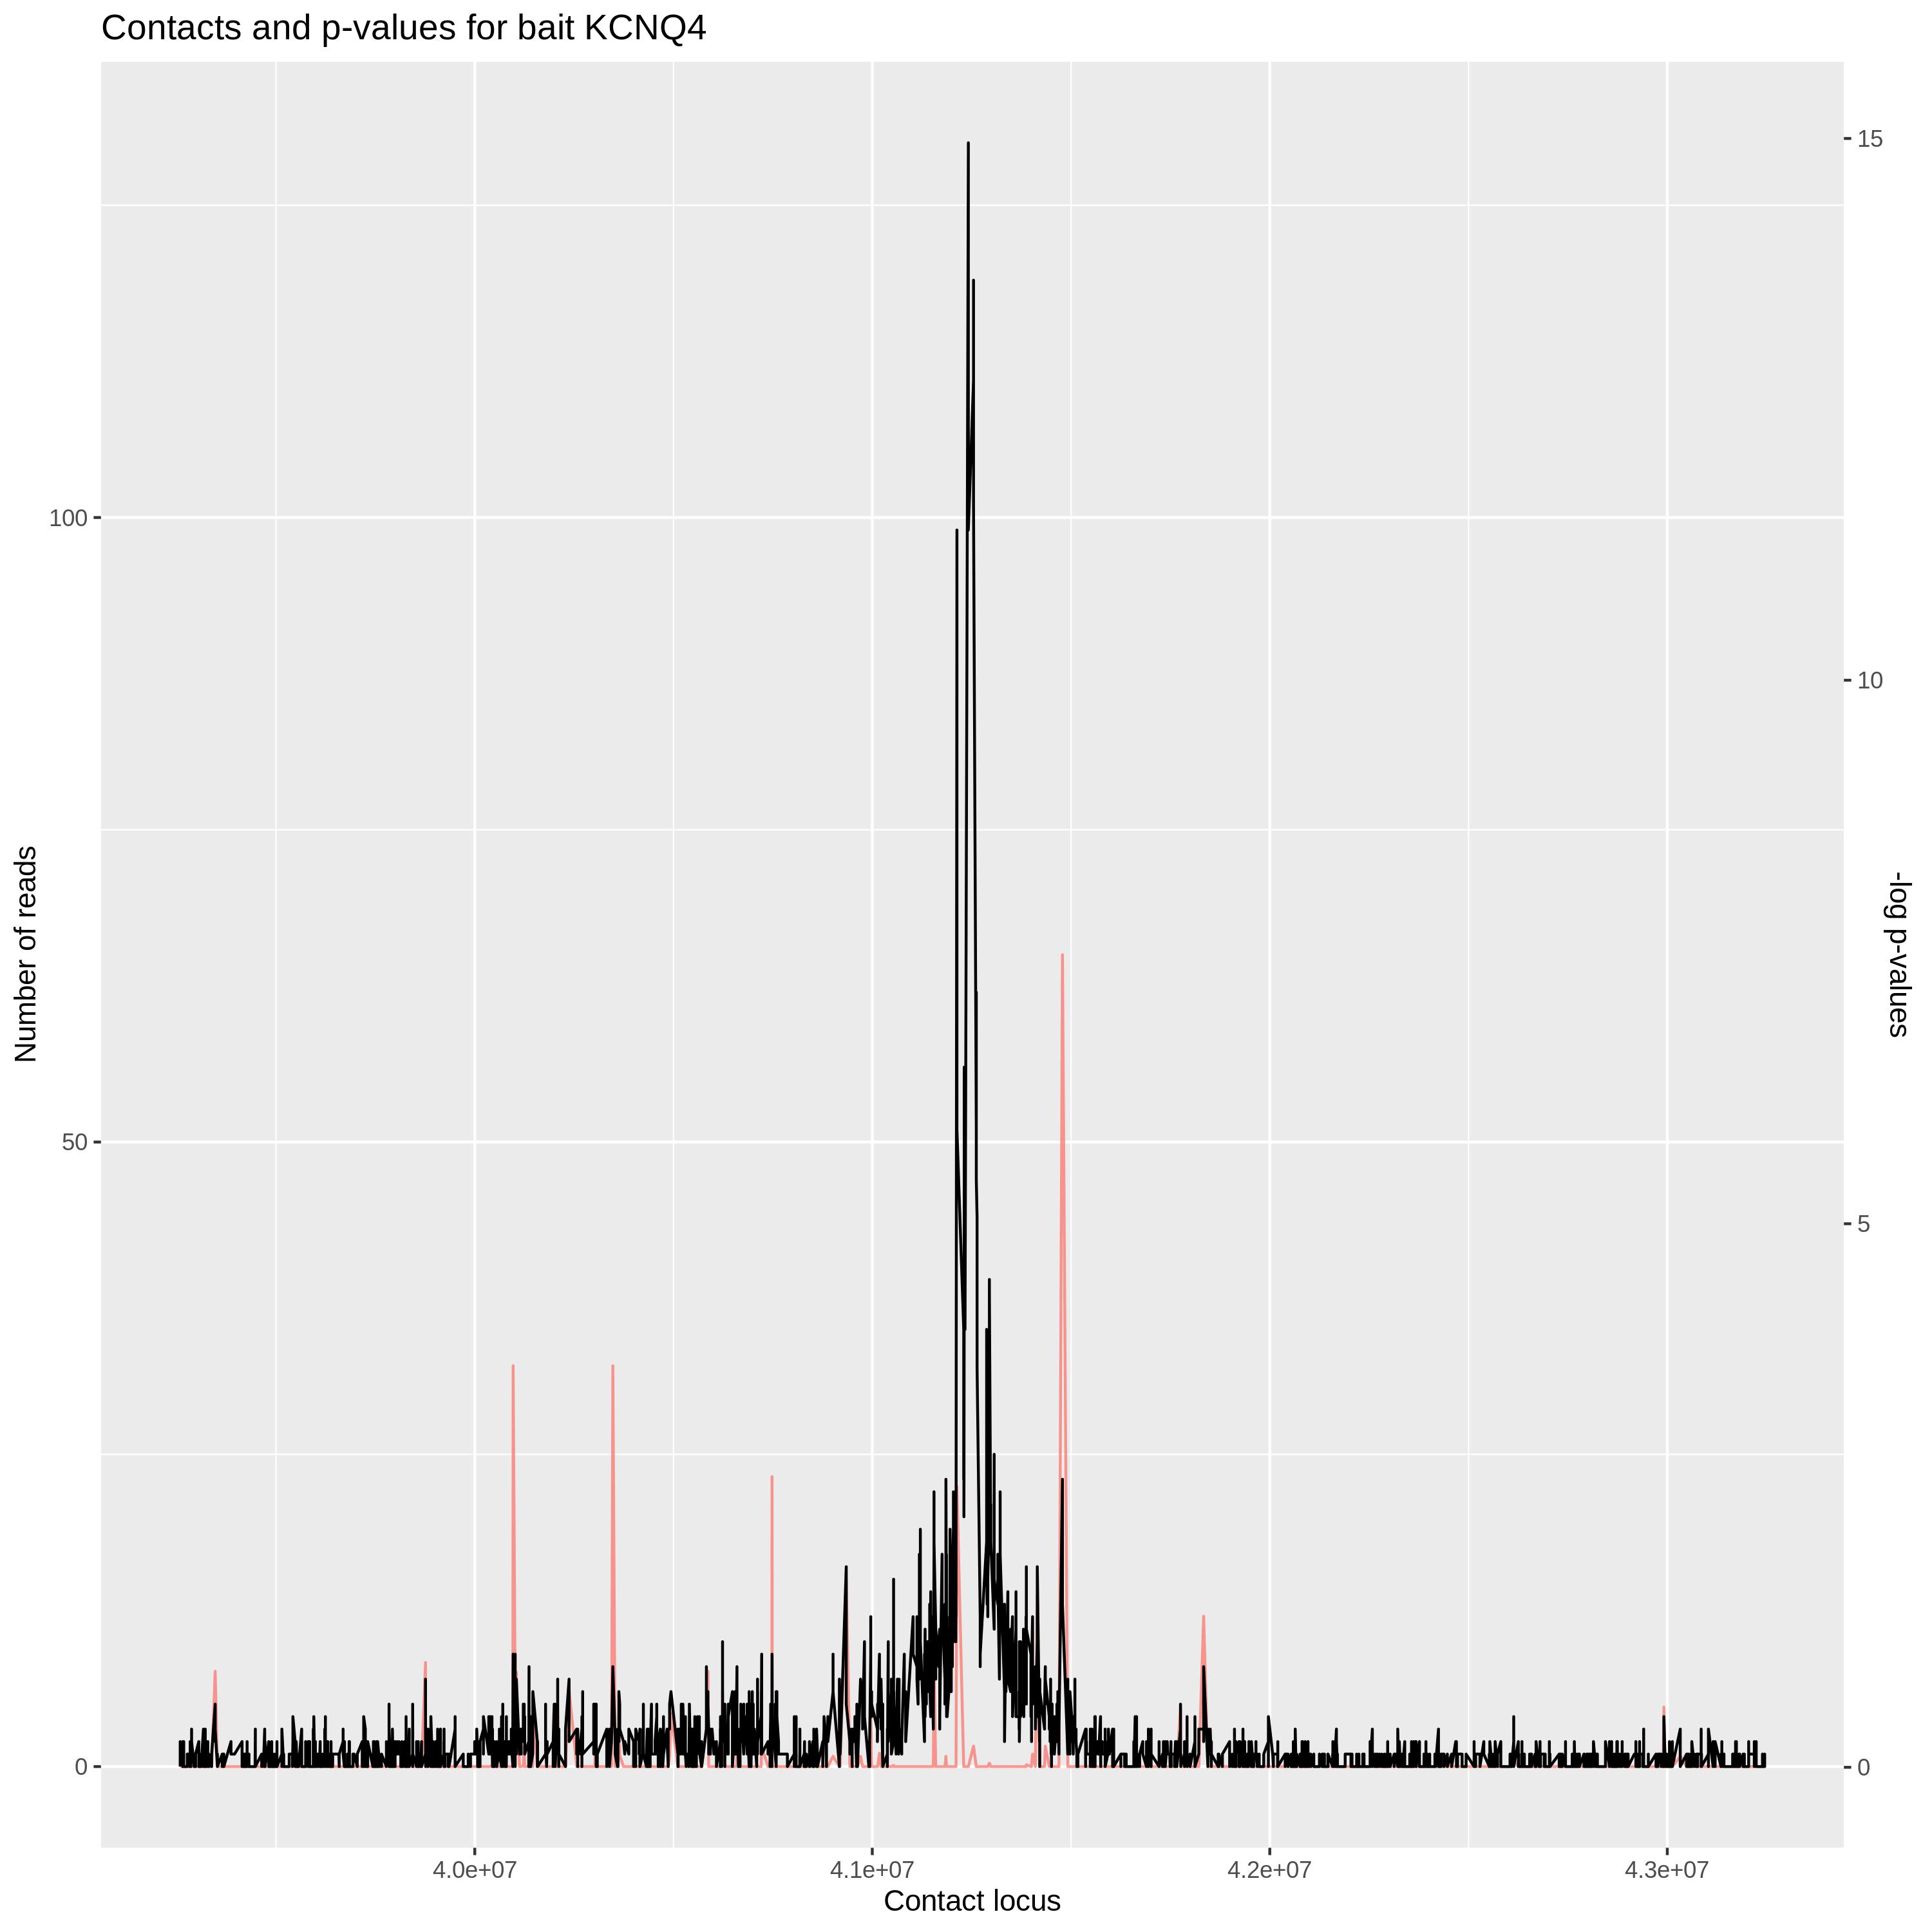 Contacts and p-values for bait KCNQ4
Number of reads
100
50
0
15
10
5
0
-log p-values
4.0e+07 4.1e+07 4.2e+07 4.3e+07
Contact locus